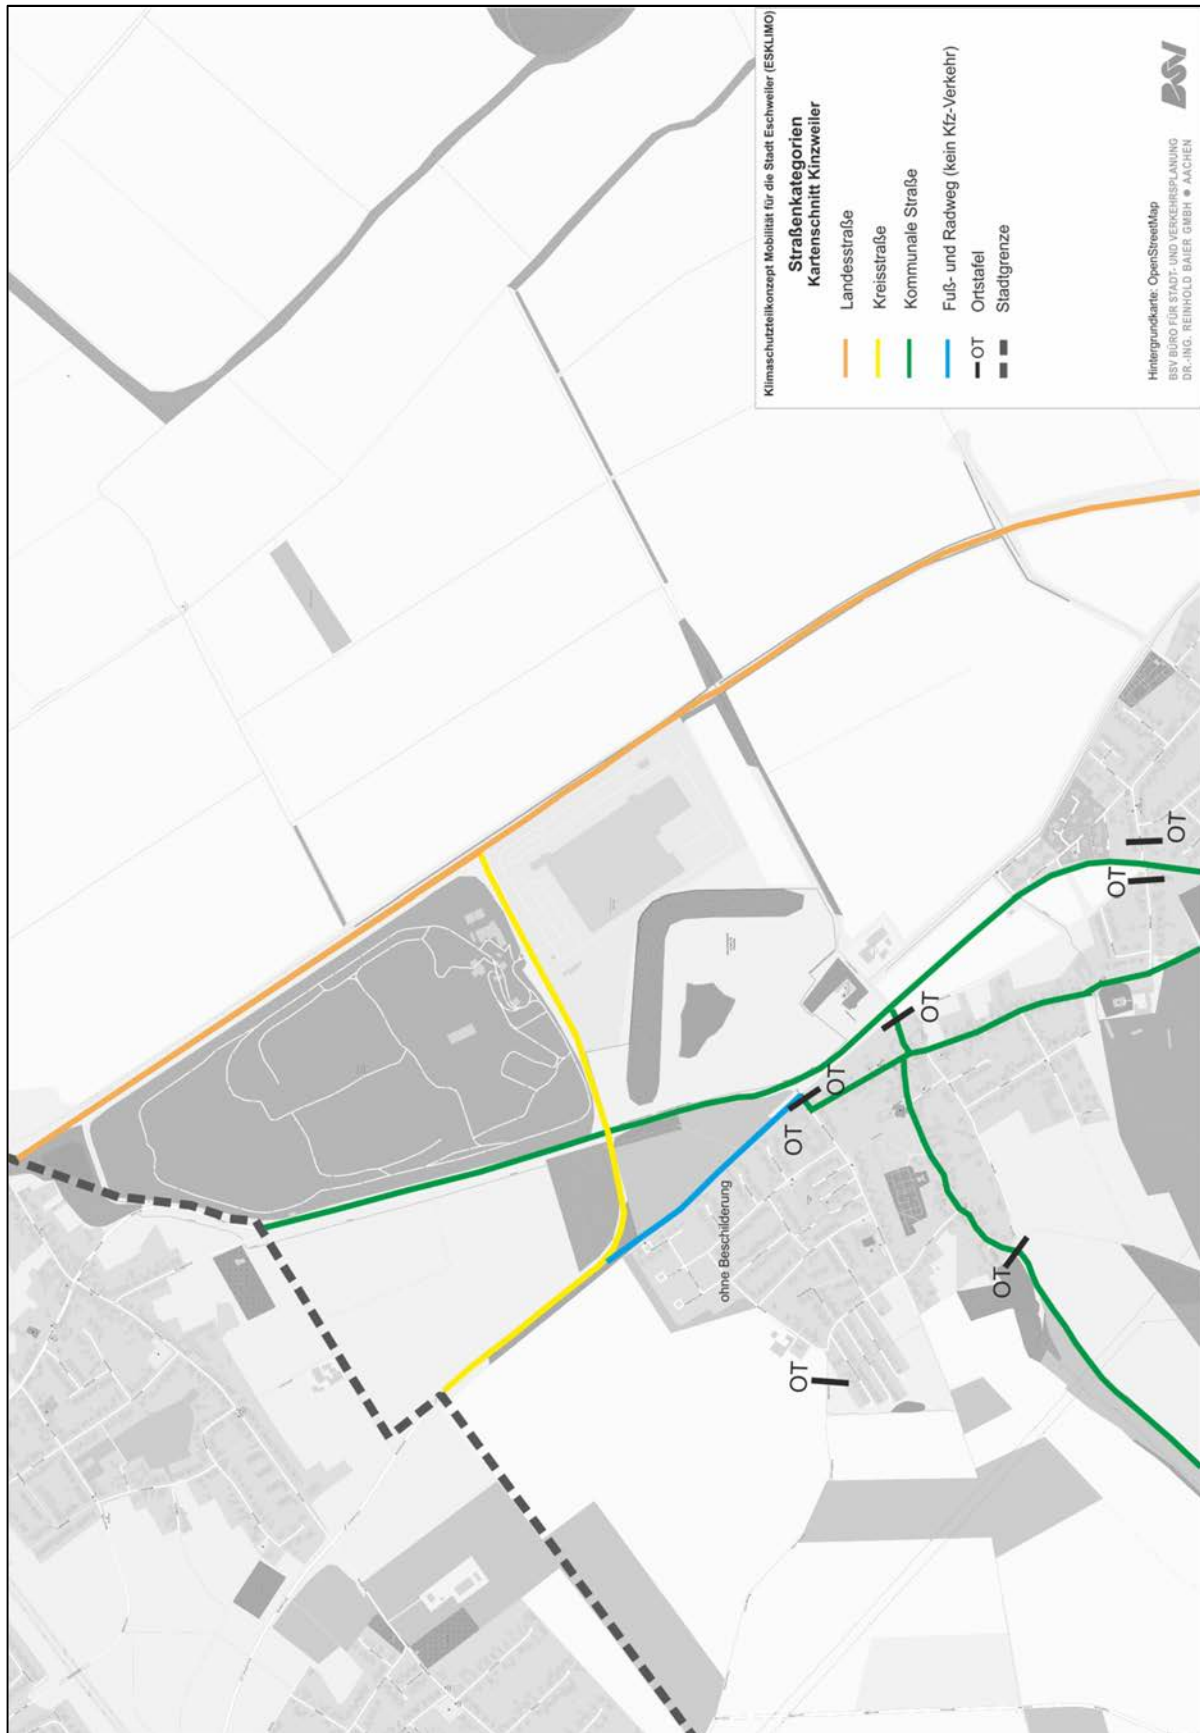 Klimaschutzteilkonzept Mobilität für die Stadt Eschweiler (ESKLIMO)
Straßenkategorien
Kartenschnitt Kinzweiler
Landesstraße
Kreisstraße
Kommunale Straße
Fuß- und Radweg (kein Kfz-Verkehr)
OT Ortstafel
Stadtgrenze
Hintergrundkarte: OpenStreetMap
BSV BÜRO FÜR STADT- UND VERKEHRSPLANUNG
DR.-ING. REINHOLD BAIER GMBH ● AACHEN
BSV
ohne Beschilderung
OT
OT
OT
OT
OT
OT
OT